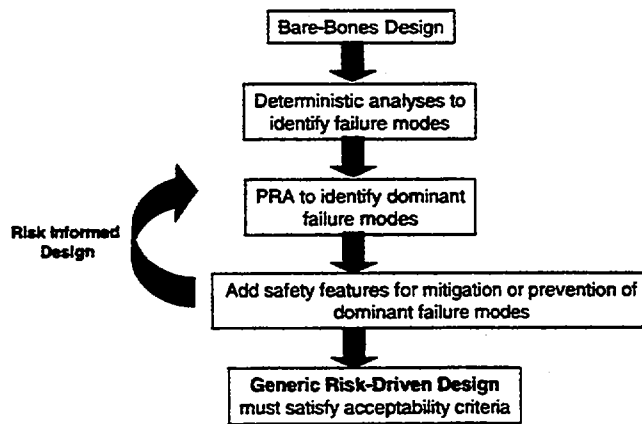 Bare-Bones Design
Deterministic analyses to
identify failure modes
PRA to identify dominant
failure modes
Risk Informed
Design
Add safety features for mitigation or prevention of
dominant failure modes
Generic Risk-Driven Design
must satisfy acceptability criteria